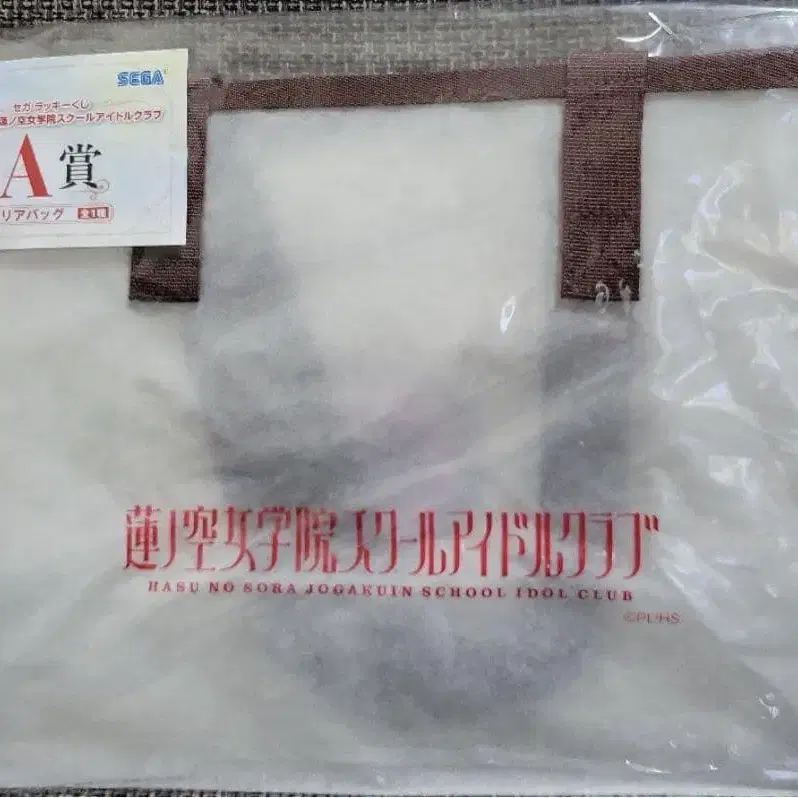 SEGA
セガ ラッキーくじ
蓮ノ空女学院スクールアイドルクラブ
A賞
リアバッグ 全1種
蓮ノ空女学院スクールアイドルクラブ
HASU NO SORA JOGAKUIN SCHOOL IDOL CLUB
©PL!HS